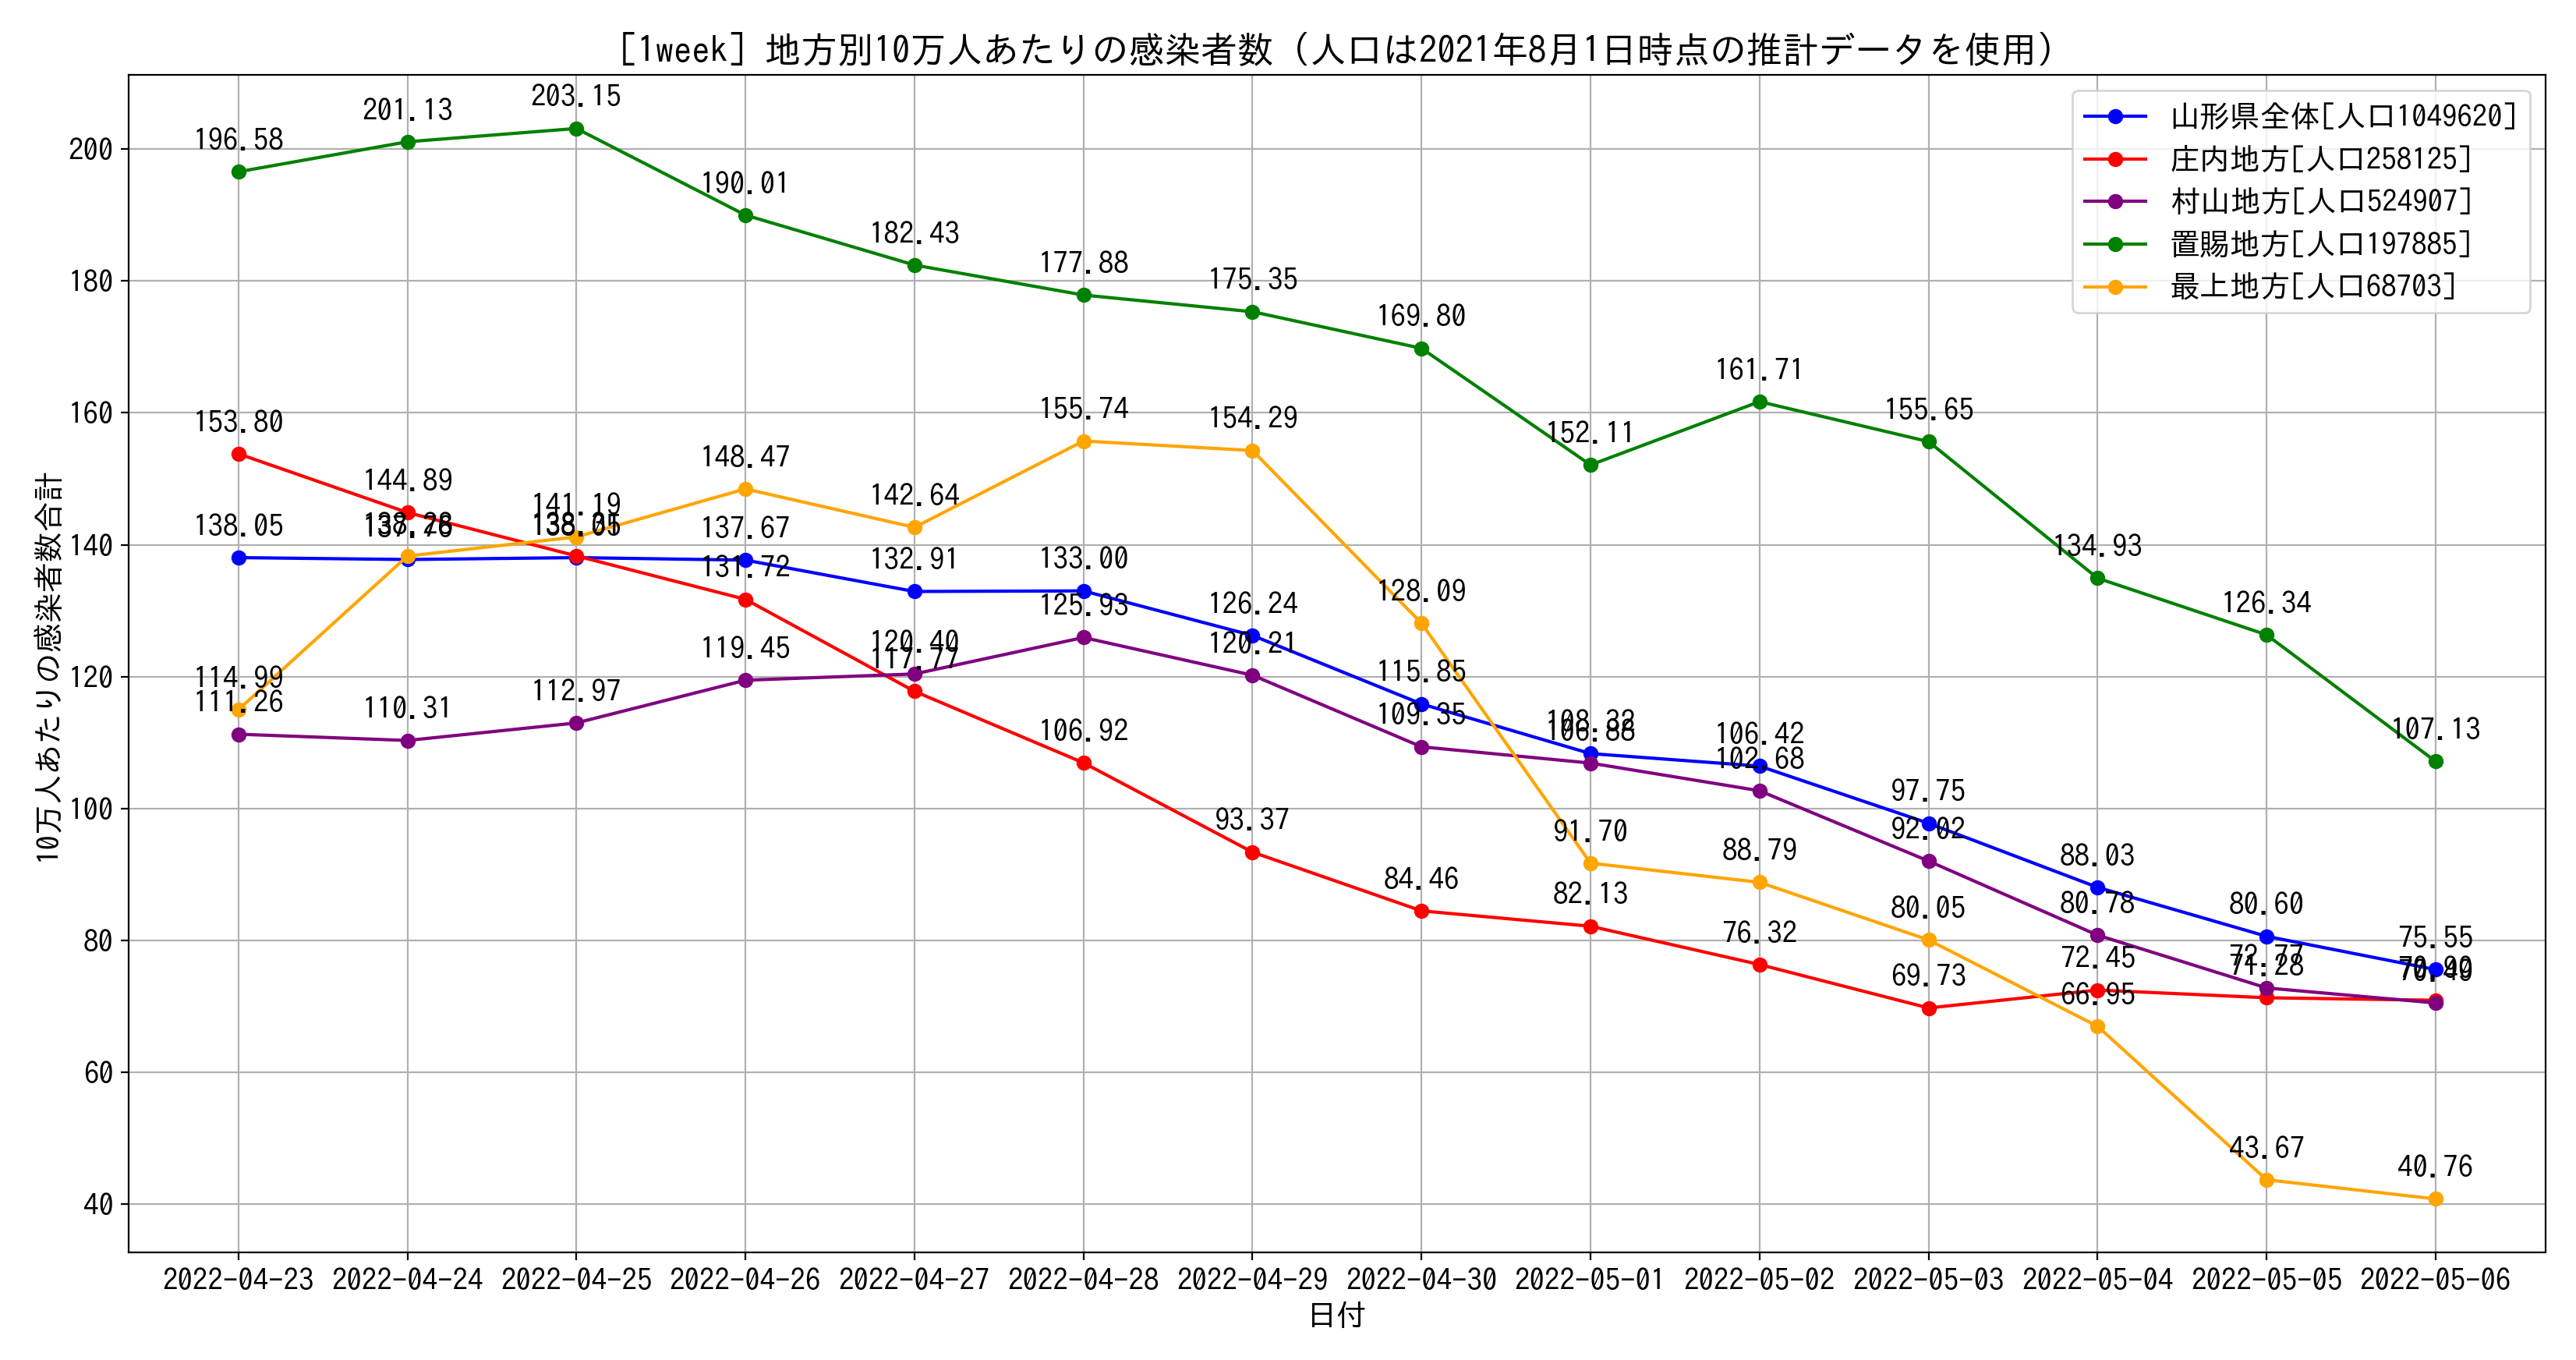 [1week] 地方別10万人あたりの感染者数 (人口は2021年8月1日時点の推計データを使用)
山形県全体[人口1049620]
庄内地方[人口258125]
村山地方[人口524907]
置賜地方[人口197885]
最上地方[人口68703]
10万人あたりの感染者数合計
200
180
160
140
120
100
80
60
40
196.58 201.13 203.15 190.01 182.43 177.88 175.35 169.80 152.11 161.71 155.65 134.93 126.34 107.13
153.80 144.89 131.72 117.77 106.92 93.37 84.46 82.13 76.32 69.73 72.45 71.28
138.05 137.67 132.91 133.00 126.24 115.85 108.32 106.42 97.75 88.03 80.60 75.55
114.99 141.19 148.47 142.64 155.74 154.29 128.09 91.70 88.79 80.05 66.95 43.67 40.76
111.26 110.31 112.97 119.45 120.40 125.93 120.21 109.35 106.88 102.68 92.02 80.78 72.77
2022-04-23 2022-04-24 2022-04-25 2022-04-26 2022-04-27 2022-04-28 2022-04-29 2022-04-30 2022-05-01 2022-05-02 2022-05-03 2022-05-04 2022-05-05 2022-05-06
日付